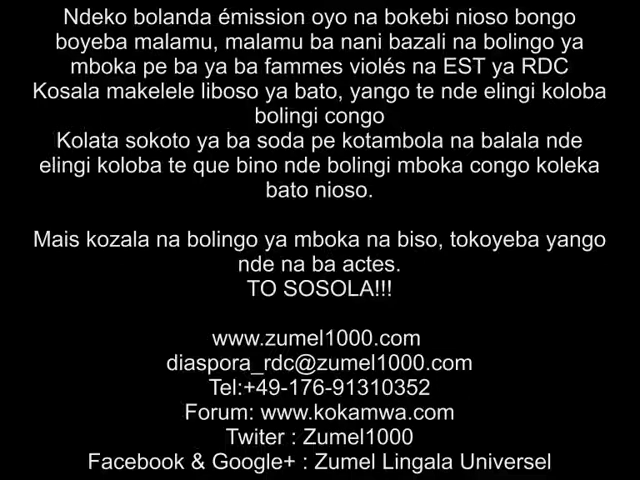 Ndeko bolanda émission oyo na bokebi nioso bongo
boyeba malamu, malamu ba nani bazali na bolingo ya
mboka pe ba ya ba fammes violés na EST ya RDC
Kosala makelele liboso ya bato, yango te nde elingi koloba
bolingi congo
Kolata sokoto ya ba soda pe kotambola na balala nde
elingi koloba te que bino nde bolingi mboka congo koleka
bato nioso.
Mais kozala na bolingo ya mboka na biso, tokoyeba yango
nde na ba actes.
TO SOSOLA!!!
www.zumel1000.com
diaspora_rdc@zumel1000.com
Tel:+49-176-91310352
Forum: www.kokamwa.com
Twiter : Zumel1000
Facebook & Google+ : Zumel Lingala Universel